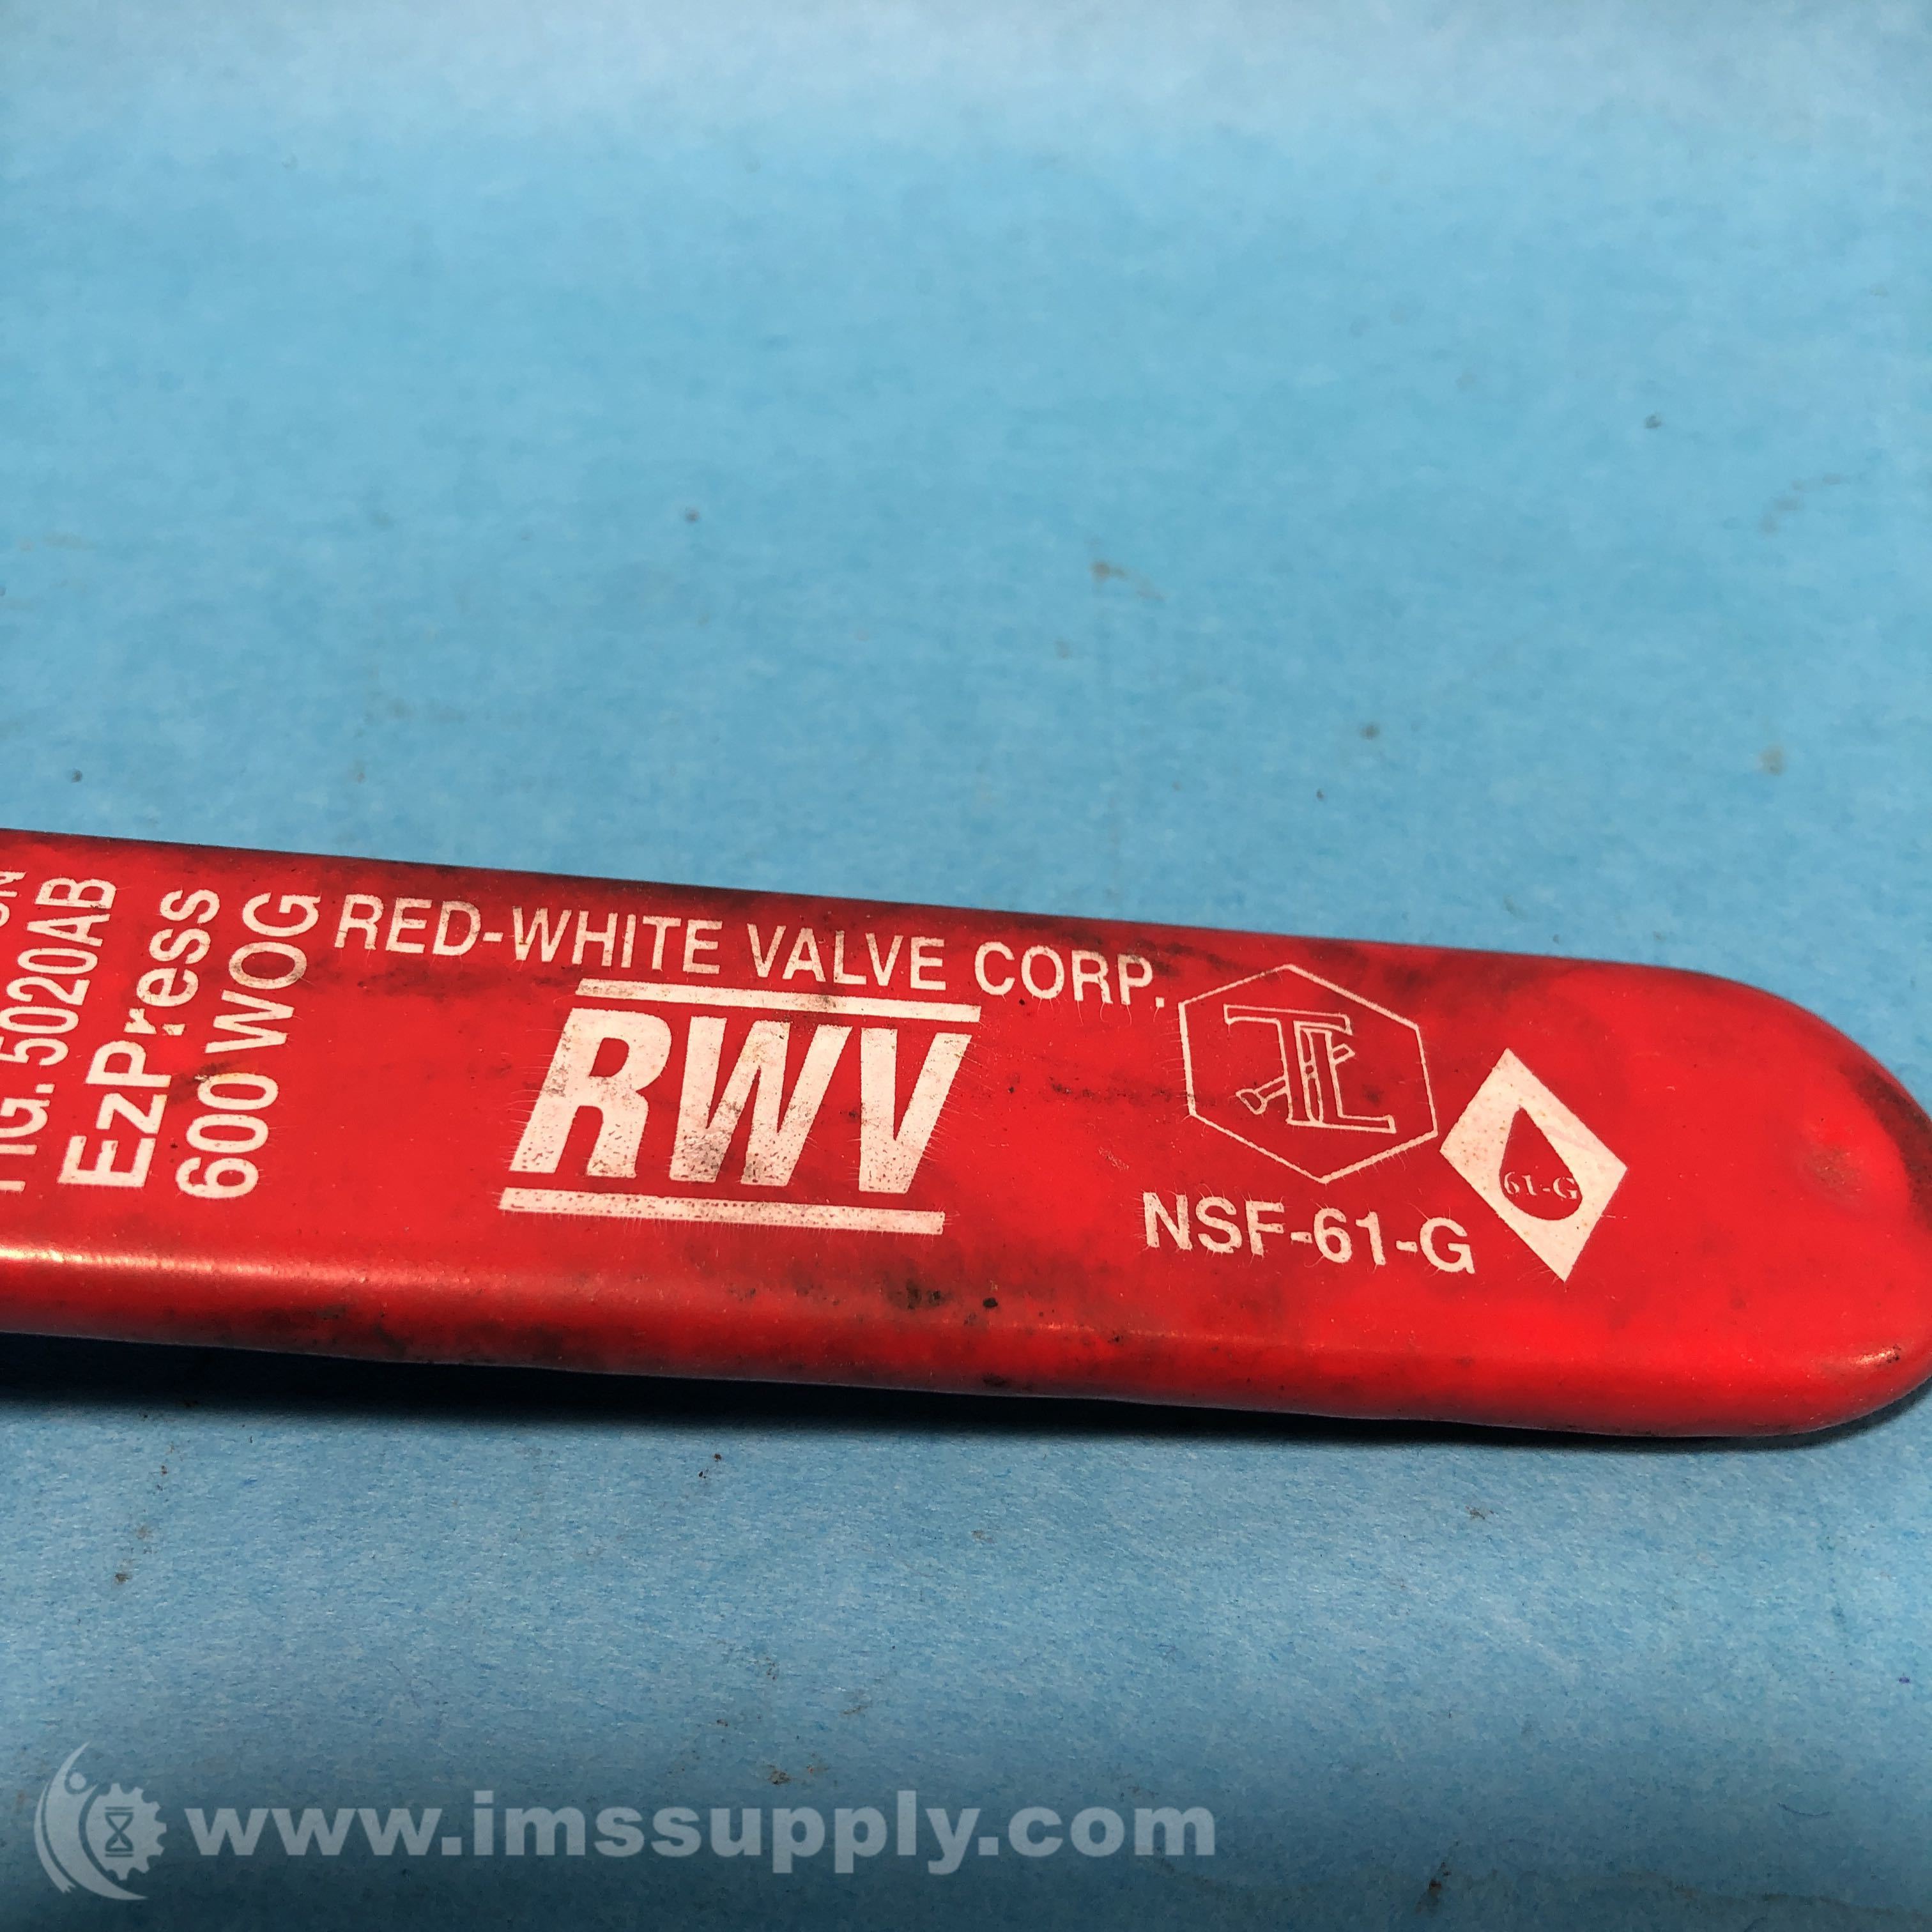 FIG. 5020AB
EzPress
600 WOG
RED-WHITE VALVE CORP.
RWV
NSF-61-G
61-G
www.imssupply.com